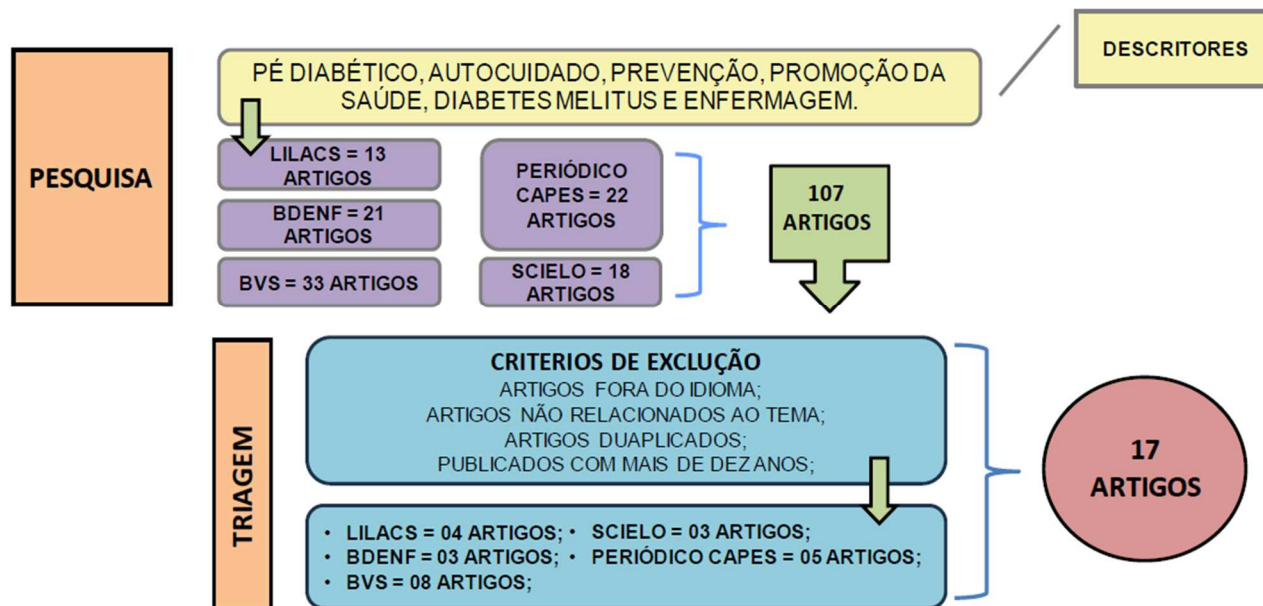 DESCRITORES
PÉ DIABÉTICO, AUTOCUIDADO, PREVENÇÃO, PROMOÇÃO DA
SAÚDE, DIABETES MELITUS E ENFERMAGEM.
PESQUISA
LILACS = 13
ARTIGOS
BDENF = 21
ARTIGOS
BVS = 33 ARTIGOS
PERIÓDICO
CAPES = 22
ARTIGOS
SCIELO = 18
ARTIGOS
107
ARTIGOS
TRIAGEM
CRITERIOS DE EXCLUÇÃO
ARTIGOS FORA DO IDIOMA;
ARTIGOS NÃO RELACIONADOS AO TEMA;
ARTIGOS DUAPLICADOS;
PUBLICADOS COM MAIS DE DEZ ANOS;
• LILACS = 04 ARTIGOS; • SCIELO = 03 ARTIGOS;
• BDENF = 03 ARTIGOS; • PERIÓDICO CAPES = 05 ARTIGOS;
• BVS = 08 ARTIGOS;
17
ARTIGOS